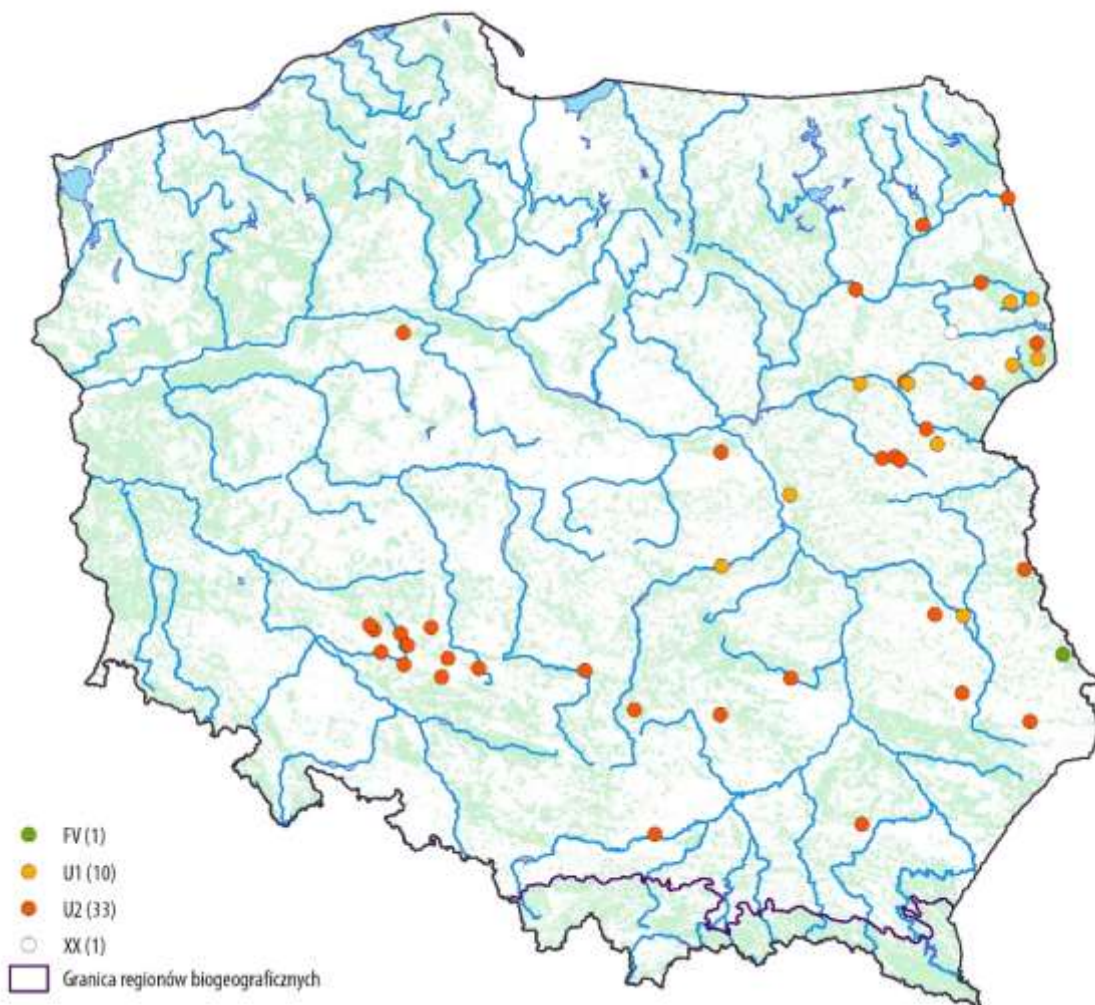 FV (1)
U1 (10)
U2 (33)
XX (1)
Granica regionów biogeograficznych